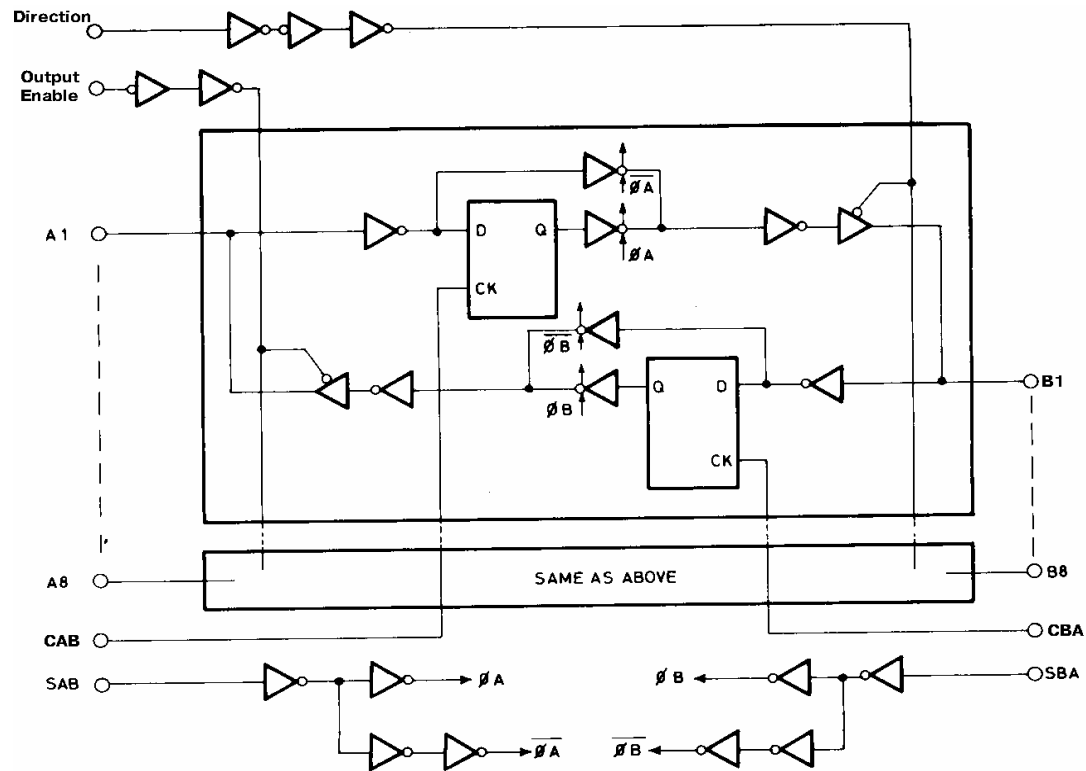 Direction
Output
Enable
A1
D Q
CK
ØA̅
ØA
ØB̅
ØB
Q D
CK
B1
A8
SAME AS ABOVE
B8
CAB
CBA
SAB
ØA
ØB
SBA
ØA̅
ØB̅